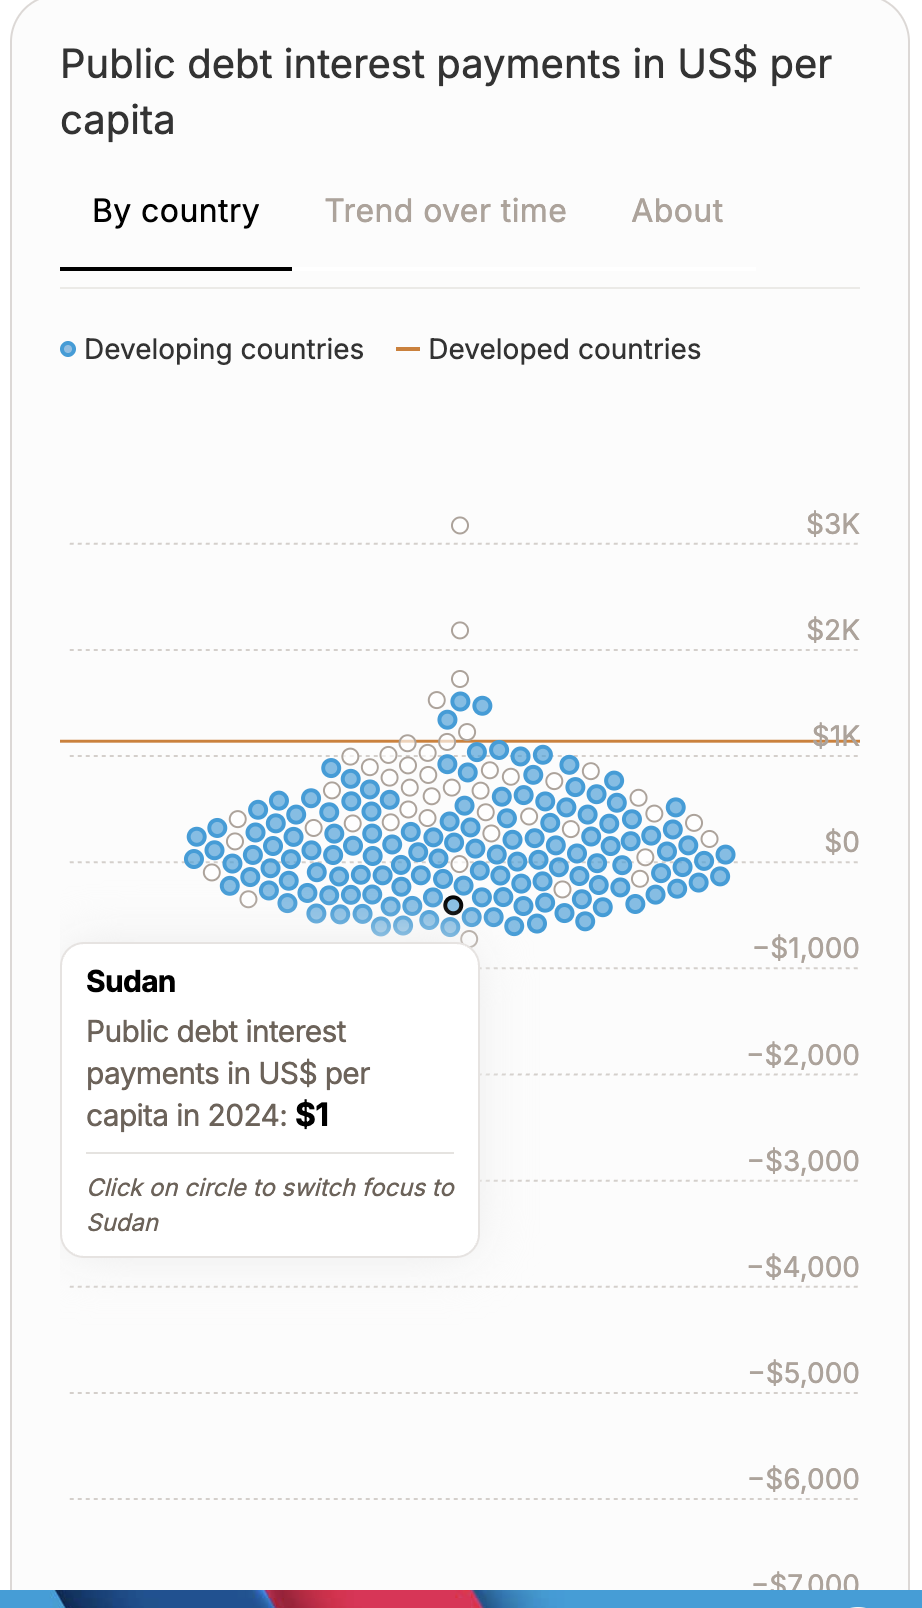 Public debt interest payments in US$ per
capita
By country
Trend over time
About
Developing countries
Developed countries
$3K
$2K
$1K
$0
−$1,000
Sudan
Public debt interest
payments in US$ per
capita in 2024: $1
Click on circle to switch focus to
Sudan
−$2,000
−$3,000
−$4,000
−$5,000
−$6,000
−$7,000